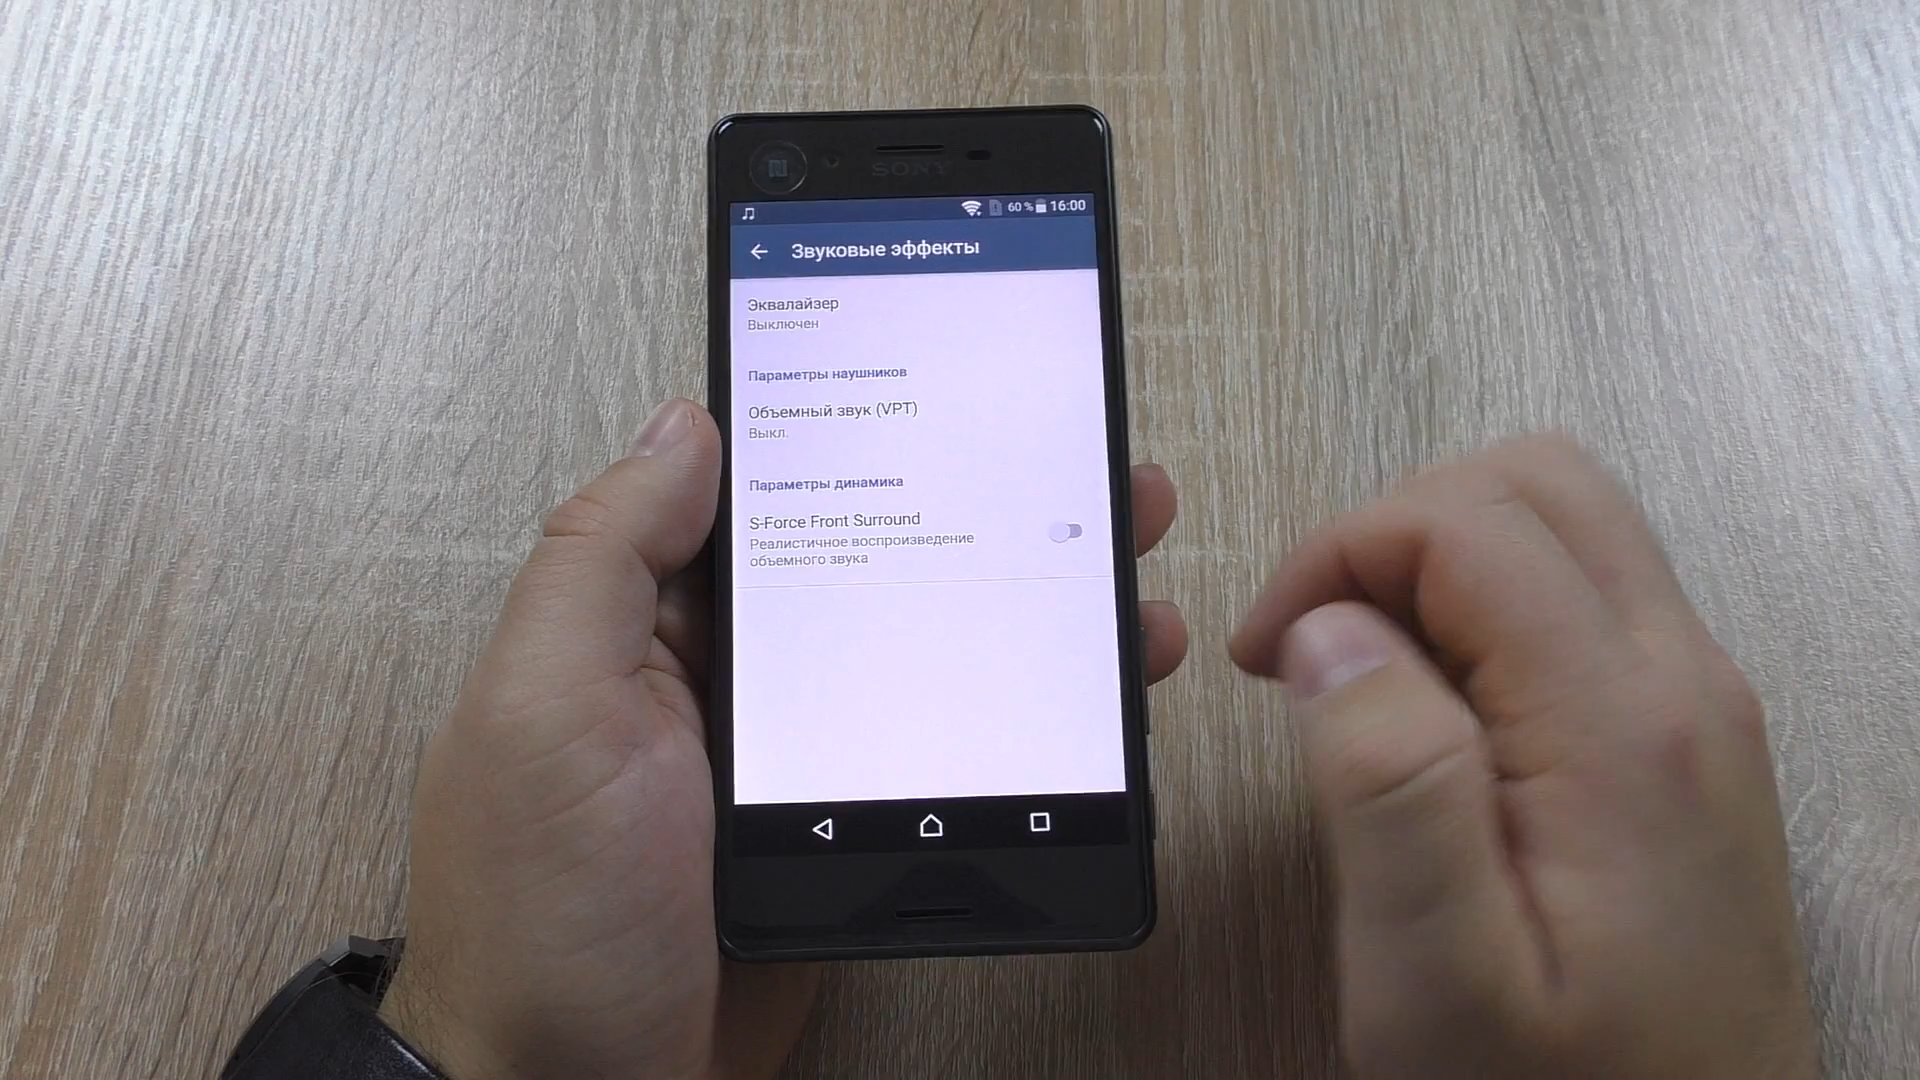 SONY
60 % 16:00
Звуковые эффекты
Эквалайзер
Выключен
Параметры наушников
Объемный звук (VPT)
Выкл.
Параметры динамика
S-Force Front Surround
Реалистичное воспроизведение
объемного звука